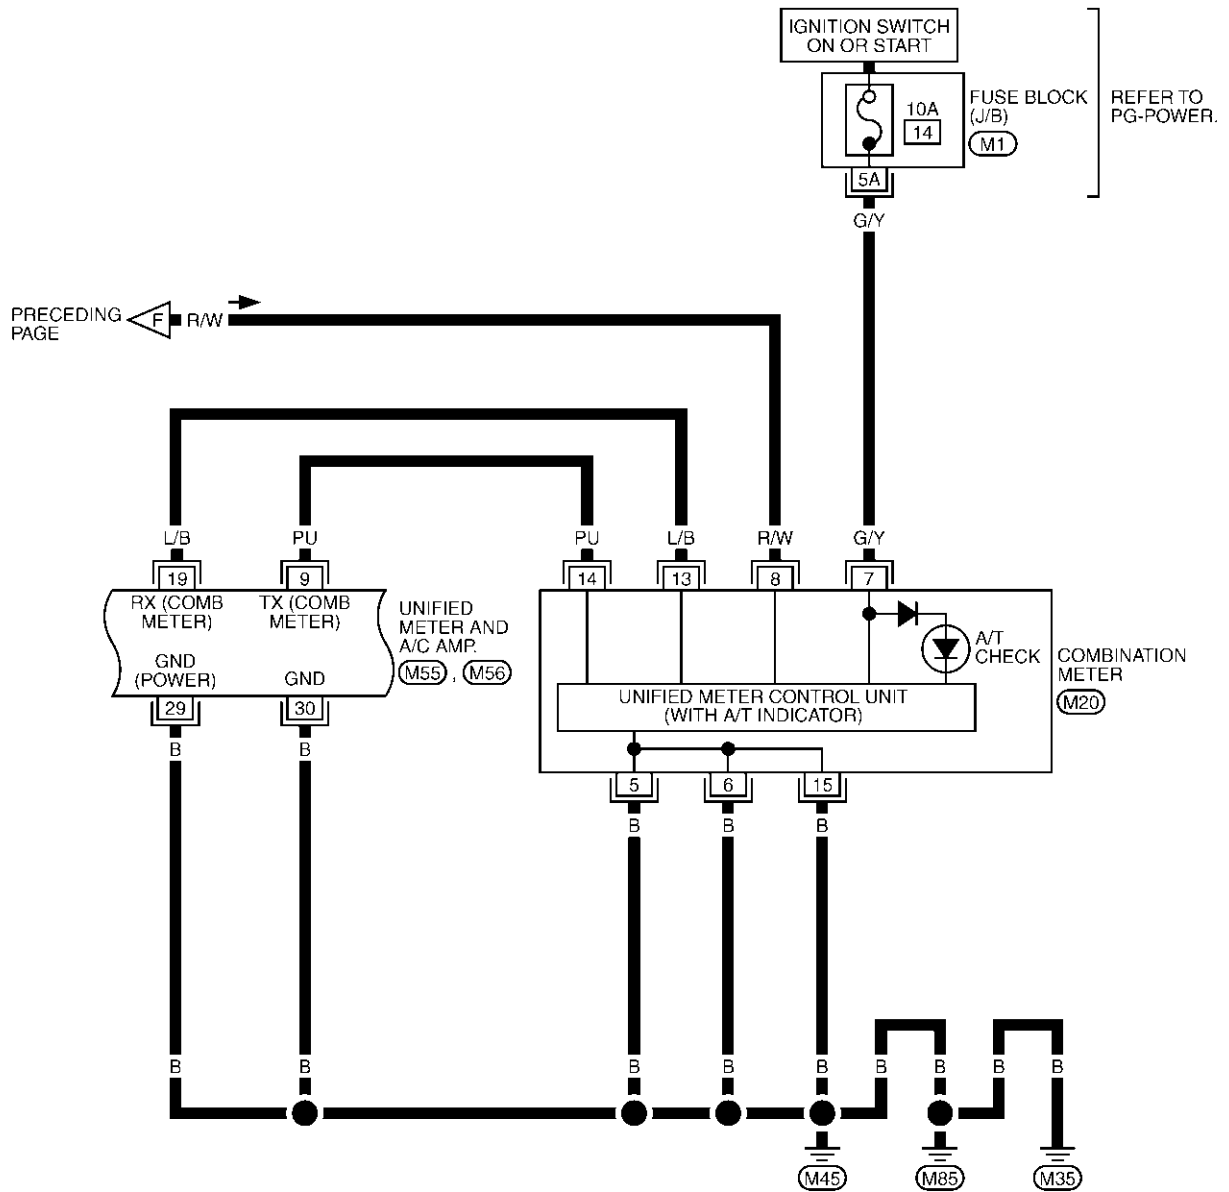 IGNITION SWITCH
ON OR START
10A
14
FUSE BLOCK
(J/B)
M1
REFER TO
PG-POWER.
5A
G/Y
PRECEDING
PAGE
F
R/W
L/B
PU
PU
L/B
R/W
G/Y
19
9
14
13
8
7
RX (COMB
METER)
TX (COMB
METER)
GND
(POWER)
GND
UNIFIED
METER AND
A/C AMP.
M55 , M56
A/T
CHECK
COMBINATION
METER
M20
UNIFIED METER CONTROL UNIT
(WITH A/T INDICATOR)
29
30
5
6
15
B
B
B
B
B
B
B
B
B
B
B
B
B
B
M45
M85
M35